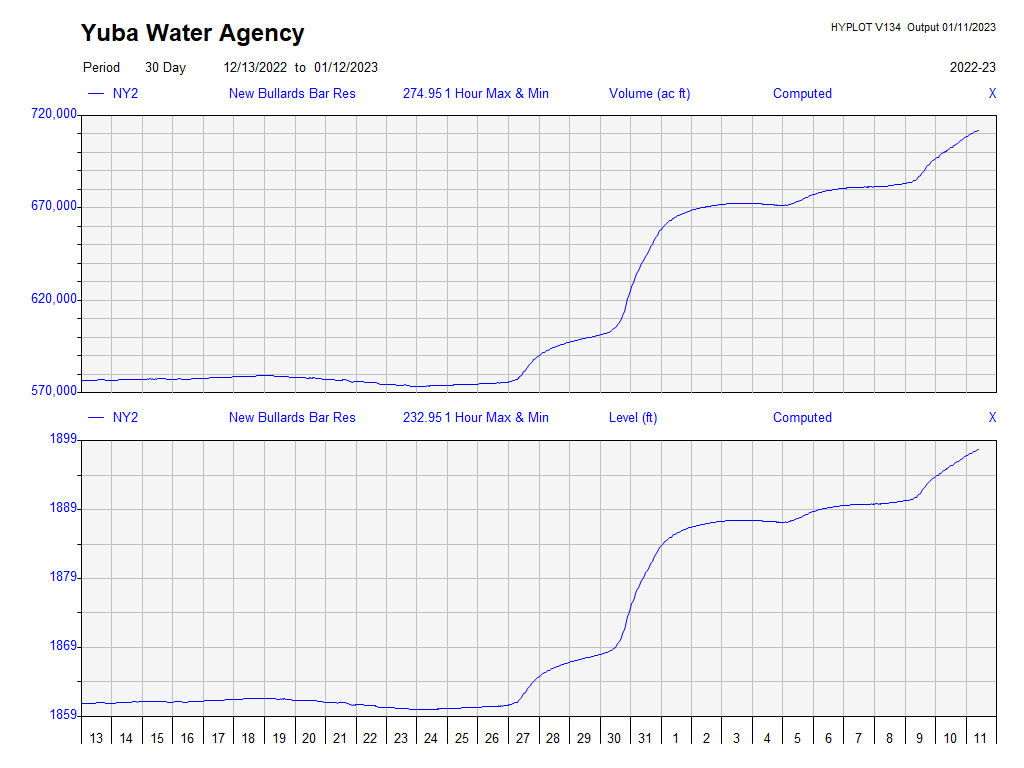 Yuba Water Agency
HYPLOT V134 Output 01/11/2023
Period 30 Day 12/13/2022 to 01/12/2023 2022-23
NY2 New Bullards Bar Res 274.95 1 Hour Max & Min Volume (ac ft) Computed X
720,000
670,000
620,000
570,000
NY2 New Bullards Bar Res 232.95 1 Hour Max & Min Level (ft) Computed X
1899
1889
1879
1869
1859
13 14 15 16 17 18 19 20 21 22 23 24 25 26 27 28 29 30 31 1 2 3 4 5 6 7 8 9 10 11